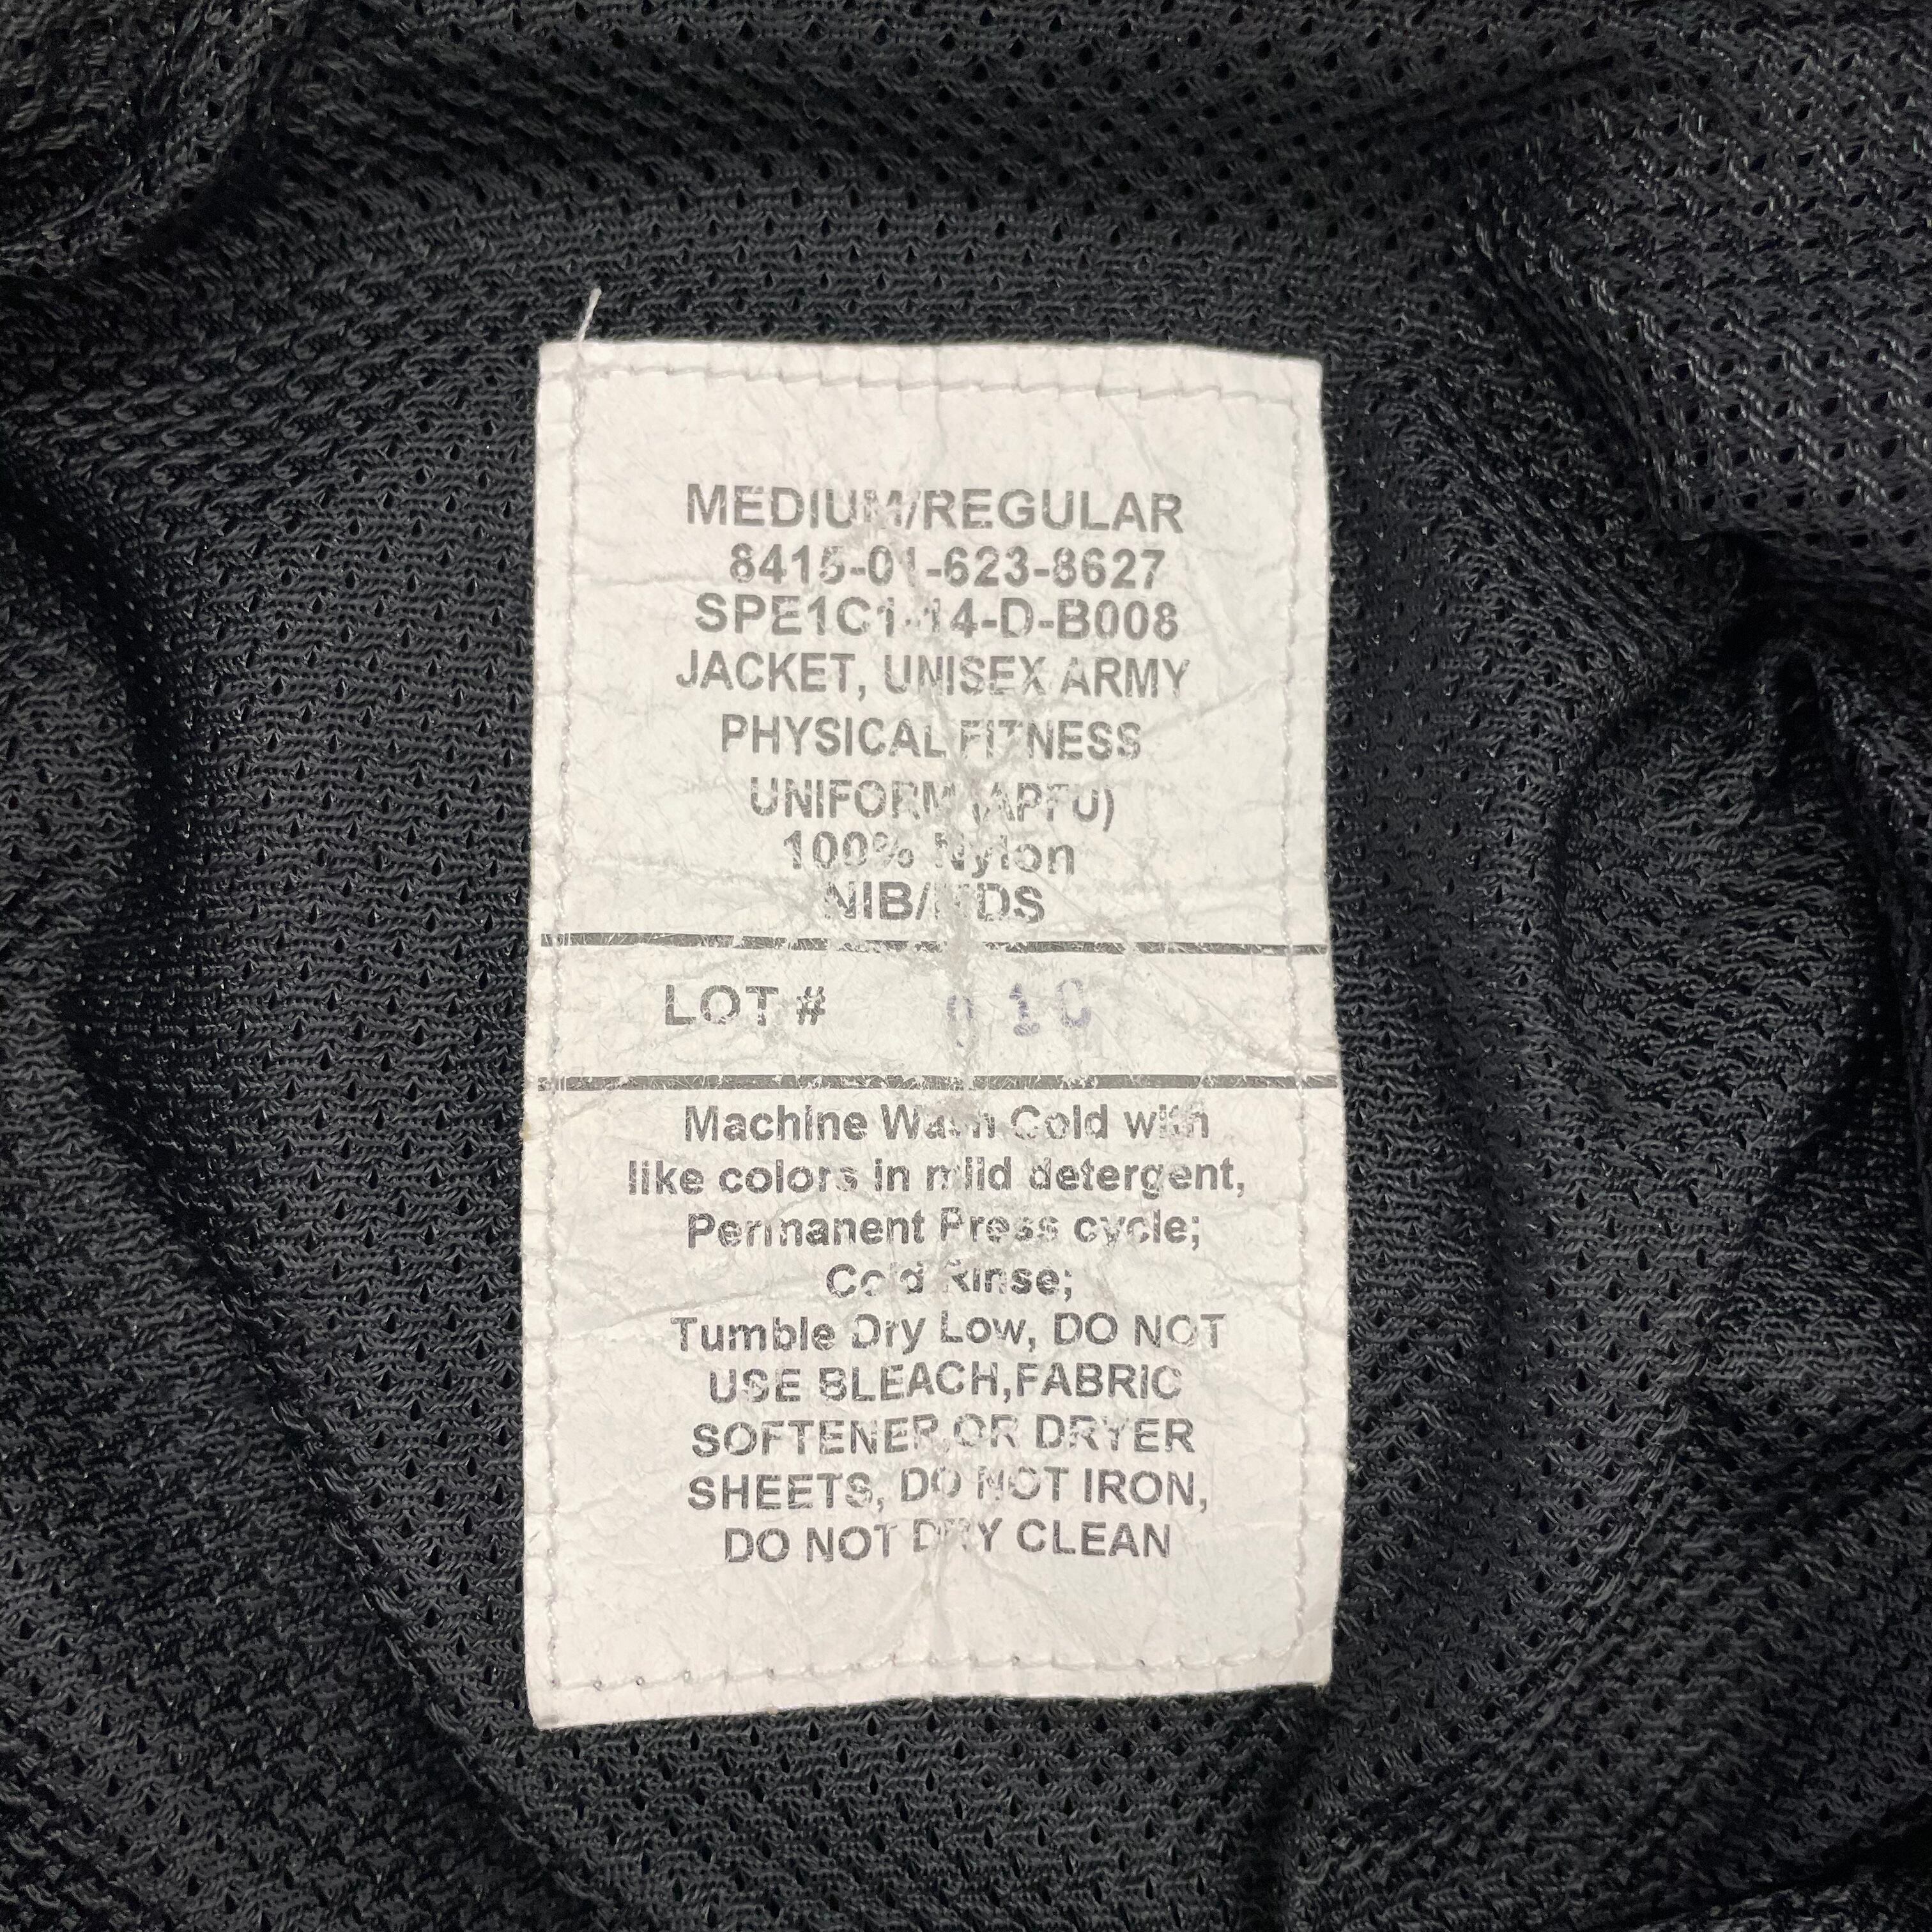 MEDIUM/REGULAR
8415-01-623-8627
SPE1C1-14-D-B008
JACKET, UNISEX ARMY
PHYSICAL FITNESS
UNIFORM (APFU)
100% Nylon
LOT #
Machine Wash Cold with
like colors in mild detergent,
Permanent Press cycle;
Cold Rinse;
Tumble Dry Low, DO NOT
USE BLEACH,FABRIC
SOFTENER,OR DRYER
SHEETS, DO NOT IRON,
DO NOT DRY CLEAN